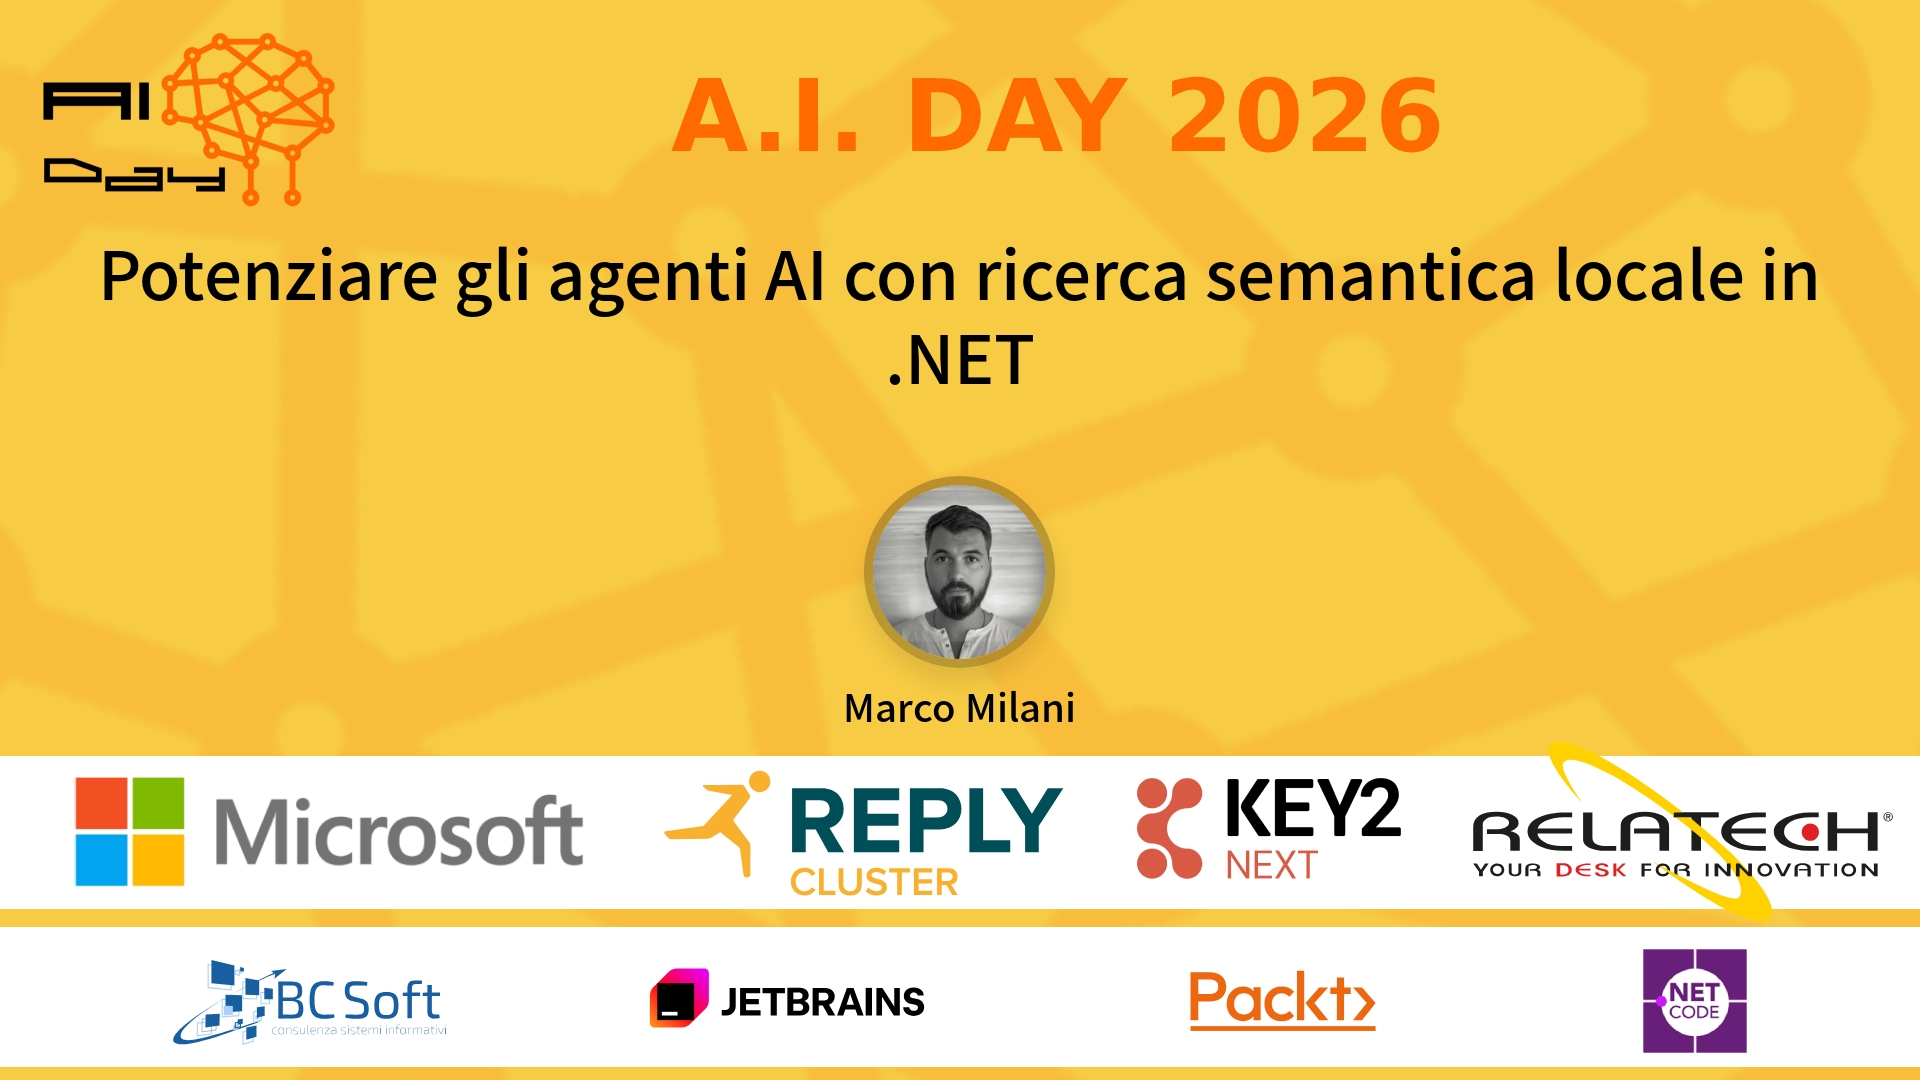 AI
Day
A.I. DAY 2026
Potenziare gli agenti AI con ricerca semantica locale in
.NET
Marco Milani
Microsoft
REPLY
CLUSTER
KEY2
NEXT
RELATECH®
YOUR DESK FOR INNOVATION
BC Soft
consulenza sistemi informativi
JETBRAINS
Packt>
.NET
CODE